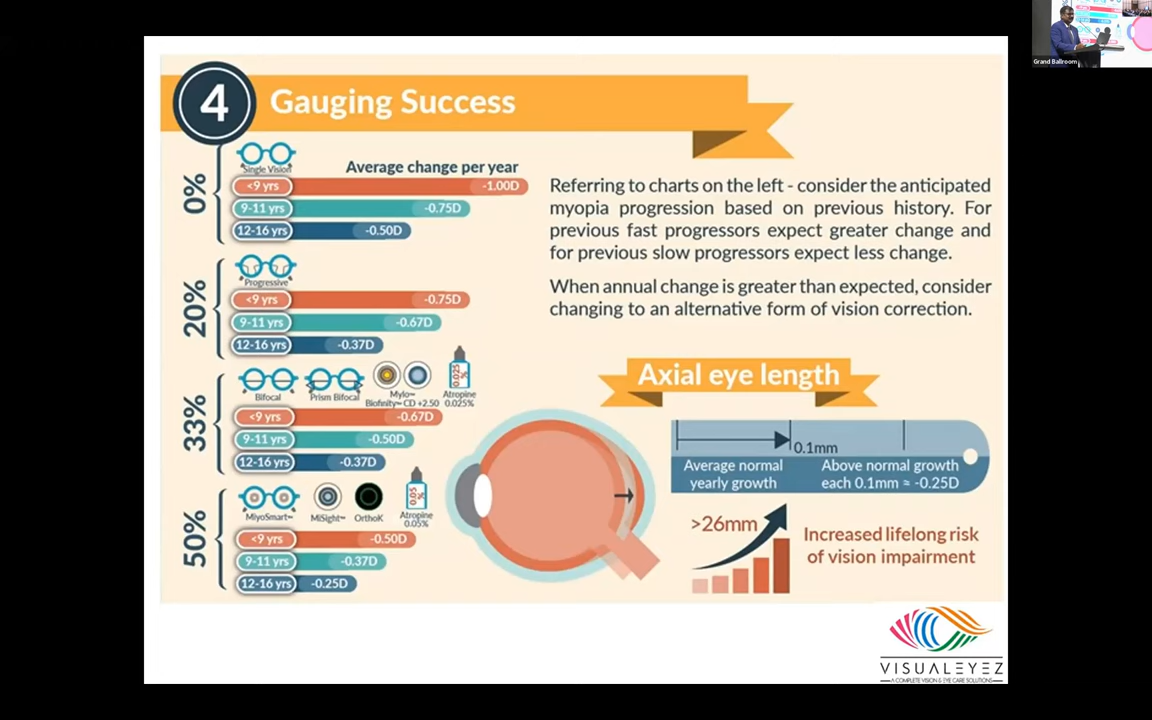 Grand Ballroom
4
Gauging Success
0%
Single Vision
Average change per year
<9 yrs
-1.00D
9-11 yrs
-0.75D
12-16 yrs
-0.50D
20%
Progressive
<9 yrs
-0.75D
9-11 yrs
-0.67D
12-16 yrs
-0.37D
33%
Bifocal
Prism Bifocal
Mylo™
Biofinity™ CD +2.50
0.025
%
Atropine
0.025%
<9 yrs
-0.67D
9-11 yrs
-0.50D
12-16 yrs
-0.37D
50%
MiyoSmart™
MiSight™
OrthoK
0.05
%
Atropine
0.05%
<9 yrs
-0.50D
9-11 yrs
-0.37D
12-16 yrs
-0.25D
Referring to charts on the left - consider the anticipated
myopia progression based on previous history. For
previous fast progressors expect greater change and
for previous slow progressors expect less change.
When annual change is greater than expected, consider
changing to an alternative form of vision correction.
Axial eye length
0.1mm
Average normal
yearly growth
Above normal growth
each 0.1mm ≈ -0.25D
>26mm
Increased lifelong risk
of vision impairment
VISUALEYEZ
A COMPLETE VISION & EYE CARE SOLUTIONS